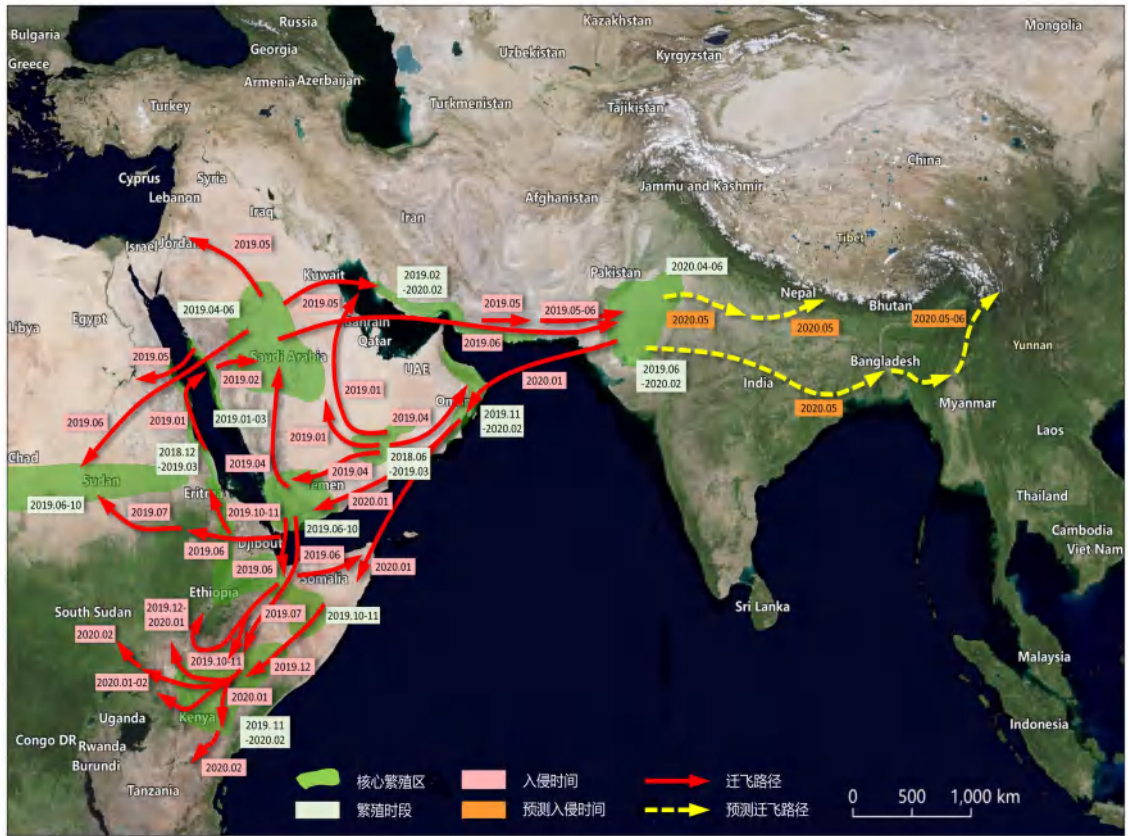 Kazakhstan
Mongolia
Russia
Bulgaria
Georgia
Uzbekistan
Kyrgyzstan
Greece
Armenia
Azerbaijan
Turkey
Turkmenistan
Tajikistan
Cyprus
Syria
Lebanon
China
Jammu and Kashmir
Afghanistan
Iraq
Iran
Israel
Jordan
2019.05
Tibet
Pakistan
2020.04-06
Kuwait
2019.02
-2020.02
Nepal
Bhutan
2019.04-06
2019.05
2019.05
2019.05-06
Libya
Egypt
Bahrain
2020.05
2020.05
2020.05-06
Qatar
2019.06
Yunnan
Saudi Arabia
2019.05
UAE
Bangladesh
2019.02
2019.06
-2020.02
2020.01
India
2019.01
Oman
2020.05
Myanmar
2019.06
2019.01
2019.01-03
2019.04
2019.11
-2020.02
Laos
2019.01
2018.12
-2019.03
Chad
2018.06
-2019.03
2019.04
2019.04
Sudan
Yemen
Eritrea
2020.01
Thailand
2019.06-10
2019.07
2019.10-11
2019.06-10
Cambodia
Djibouti
Viet Nam
2019.06
2019.06
2019.06
2020.01
Somalia
Ethiopia
South Sudan
2019.12-
2020.01
2019.07
2019.10-11
Sri Lanka
2020.02
2019.10-11
2019.12
Malaysia
2020.01-02
2020.01
Uganda
Kenya
2019.11
-2020.02
Indonesia
Congo DR
Rwanda
Burundi
2020.02
Tanzania
核心繁殖区
入侵时间
迁飞路径
繁殖时段
预测入侵时间
预测迁飞路径
0 500 1,000 km